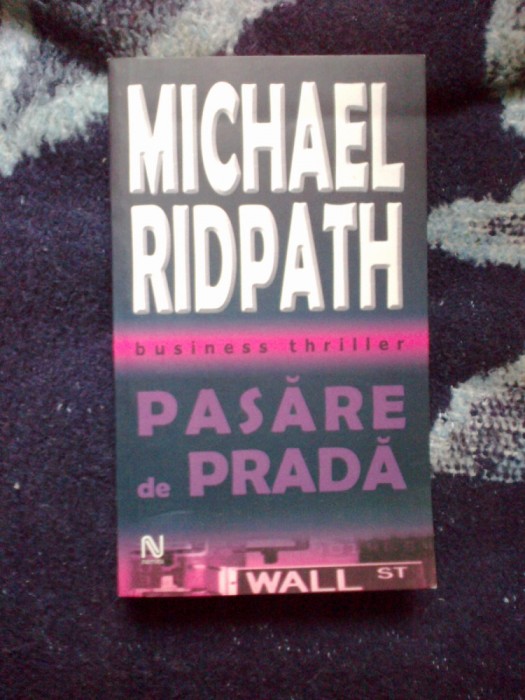 MICHAEL
RIDPATH
business thriller
PASĂRE
de PRADĂ
N
WALL ST